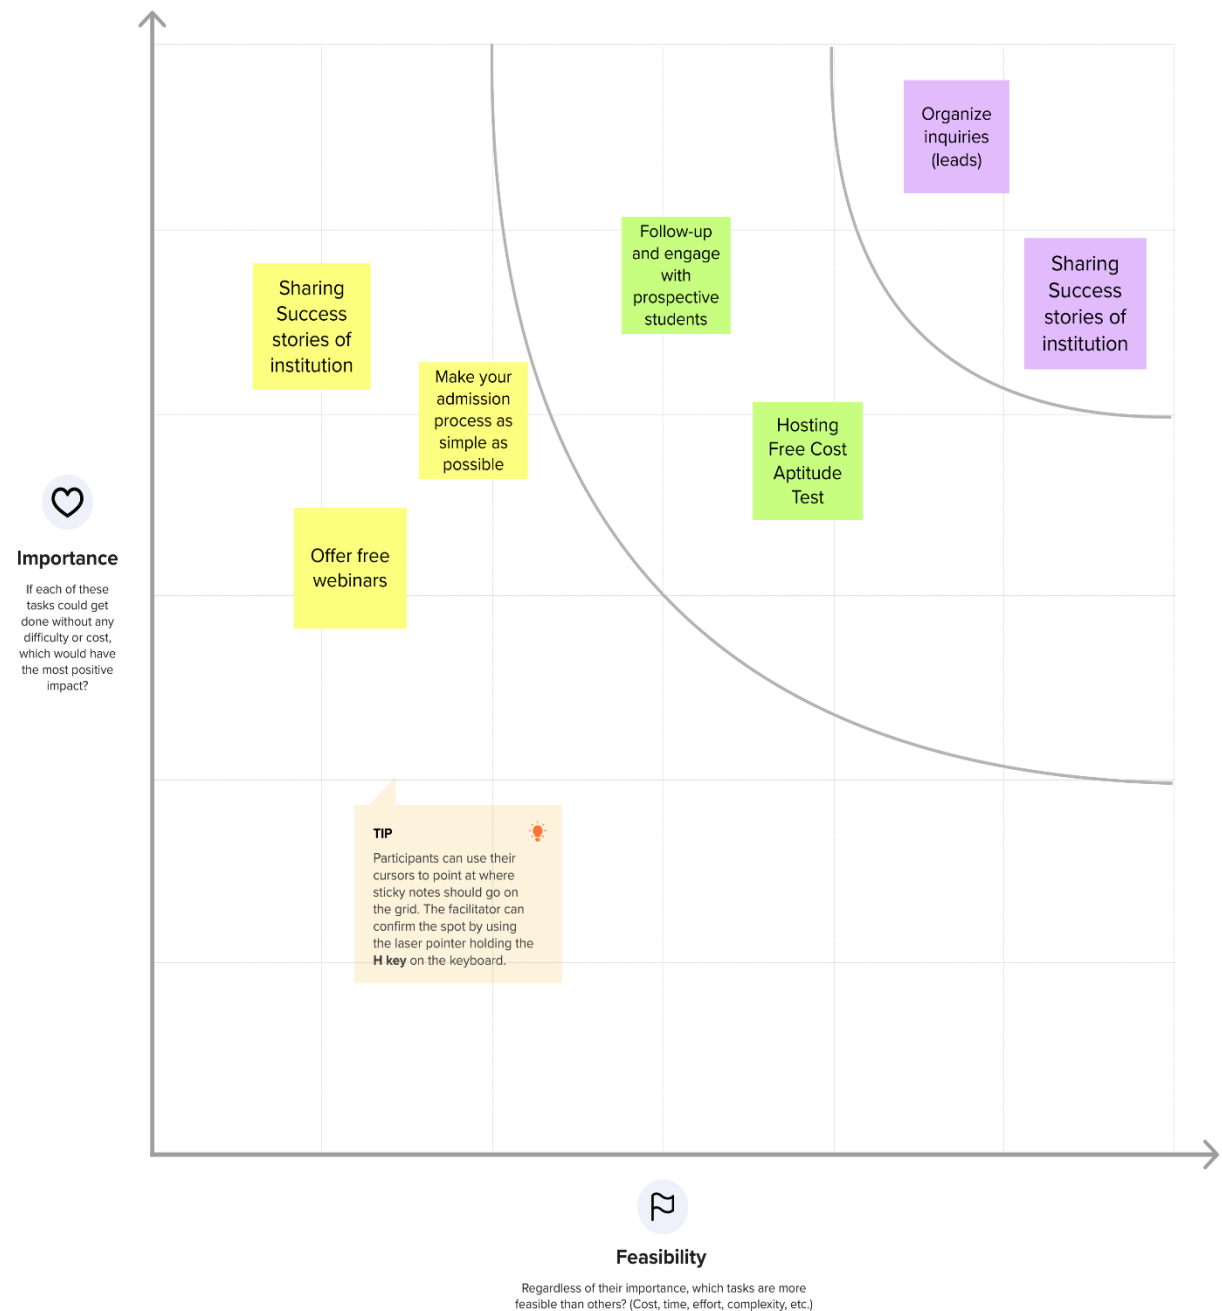 Organize
inquiries
(leads)
Follow-up
and engage
with
prospective
students
Sharing
Success
stories of
institution
Sharing
Success
stories of
institution
Make your
admission
process as
simple as
possible
Hosting
Free Cost
Aptitude
Test
Offer free
webinars
Importance
If each of these
tasks could get
done without any
difficulty or cost,
which would have
the most positive
impact?
TIP
Participants can use their
cursors to point at where
sticky notes should go on
the grid. The facilitator can
confirm the spot by using
the laser pointer holding the
H key on the keyboard.
Feasibility
Regardless of their importance, which tasks are more
feasible than others? (Cost, time, effort, complexity, etc.)